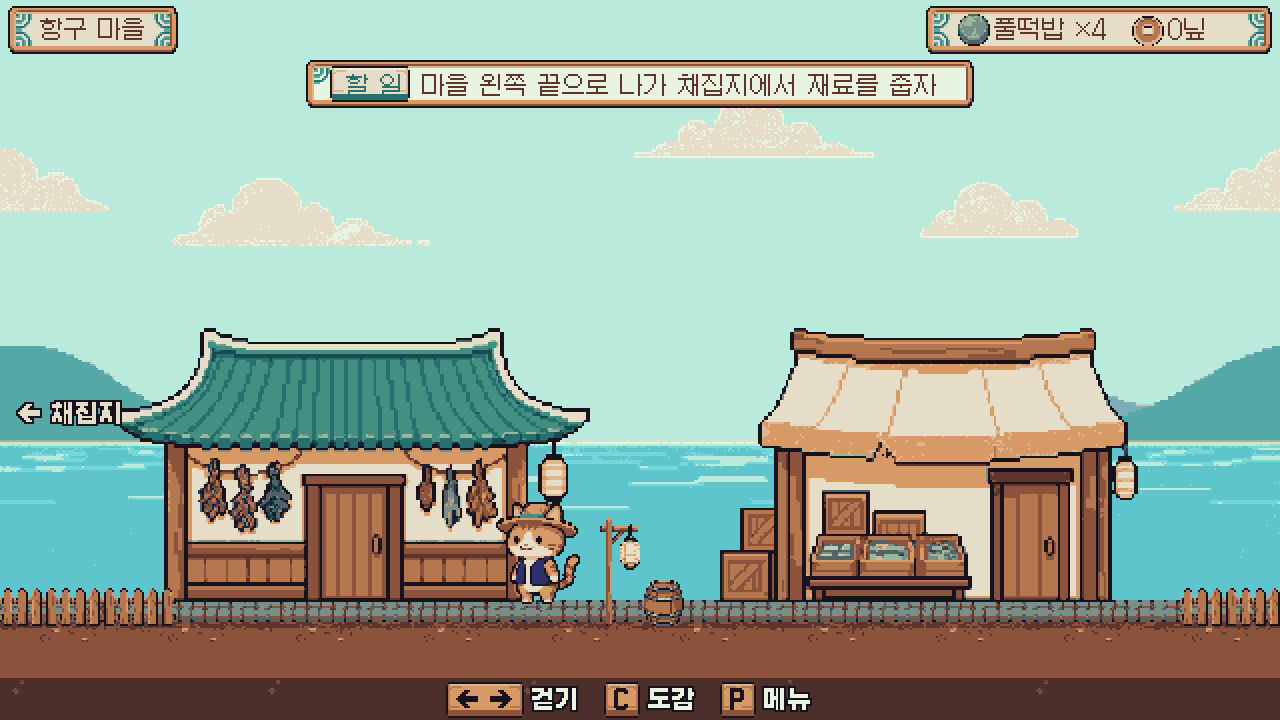 항구 마을
풀떡밥 ×4 0닢
할 일 마을 왼쪽 끝으로 나가 채집지에서 재료를 줍자
← 채집지
← → 걷기 C 도감 P 메뉴